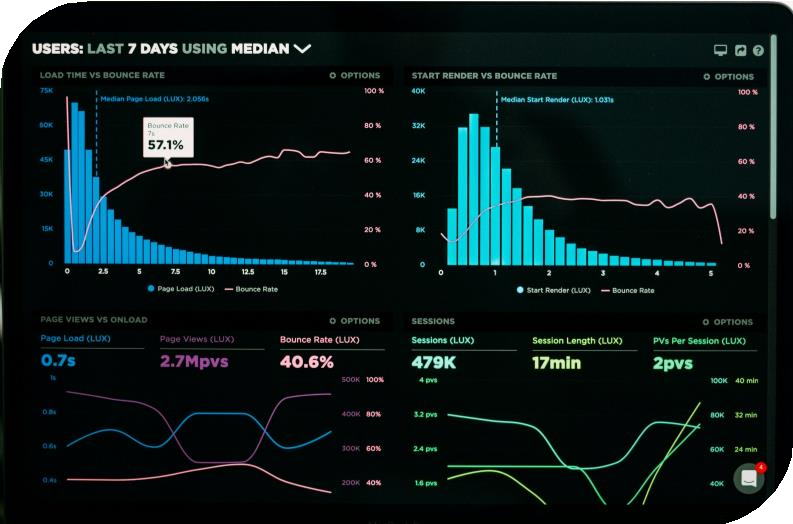 USERS: LAST 7 DAYS USING MEDIAN
LOAD TIME VS BOUNCE RATE
OPTIONS
75K
60K
45K
30K
15K
0
Median Page Load (LUX): 2.056s
Bounce Rate
7s
57.1%
100 %
80 %
60 %
40 %
20 %
0 %
0 2.5 5 7.5 10 12.5 15 17.5
Page Load (LUX) Bounce Rate
START RENDER VS BOUNCE RATE
OPTIONS
40K
32K
24K
16K
8K
0
Median Start Render (LUX): 1.031s
100 %
80 %
60 %
40 %
20 %
0 %
0 1 2 3 4 5
Start Render (LUX) Bounce Rate
PAGE VIEWS VS ONLOAD
OPTIONS
Page Load (LUX) Page Views (LUX) Bounce Rate (LUX)
0.7s 2.7Mpvs 40.6%
1s
0.8s
0.6s
0.4s
500K 100%
400K 80%
300K 60%
200K 40%
SESSIONS
OPTIONS
Sessions (LUX) Session Length (LUX) PVs Per Session (LUX)
479K 17min 2pvs
4 pvs
3.2 pvs
2.4 pvs
1.6 pvs
100K 40 min
80K 32 min
60K 24 min
40K
4